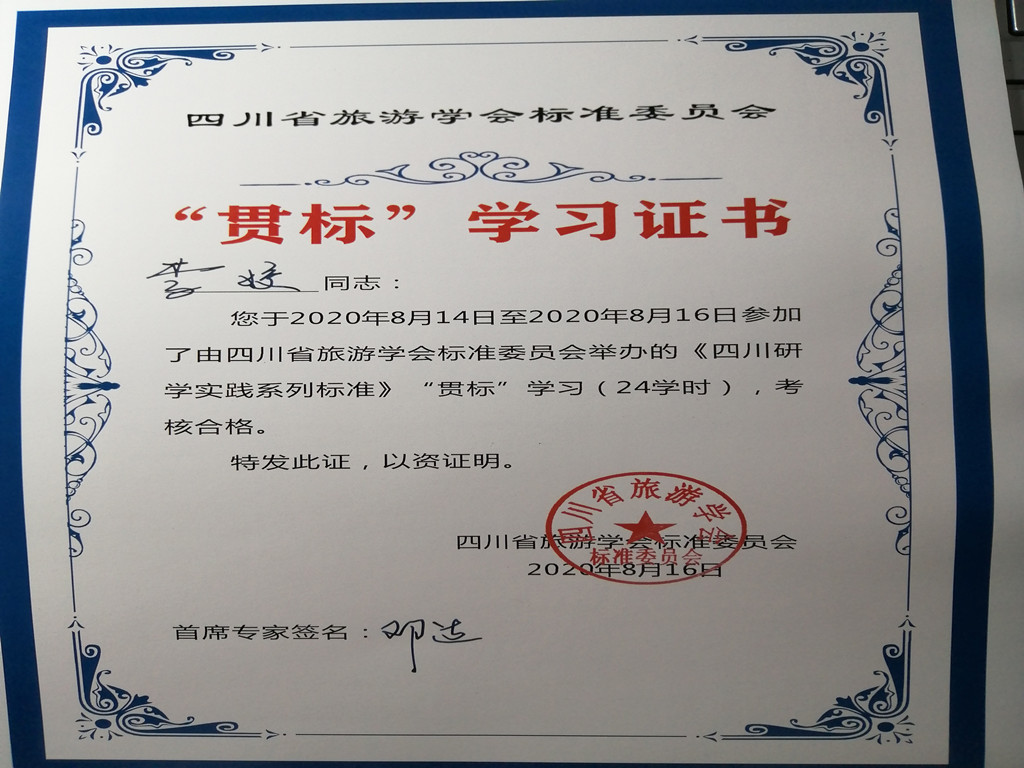 四川省旅游学会标准委员会
“贯标”学习证书
李婷 同志：
您于2020年8月14日至2020年8月16日参加
了由四川省旅游学会标准委员会举办的《四川研
学实践系列标准》“贯标”学习（24学时），考
核合格。
特发此证，以资证明。
四川省旅游学会
标准委员会
四川省旅游学会标准委员会
2020年8月16日
首席专家签名：